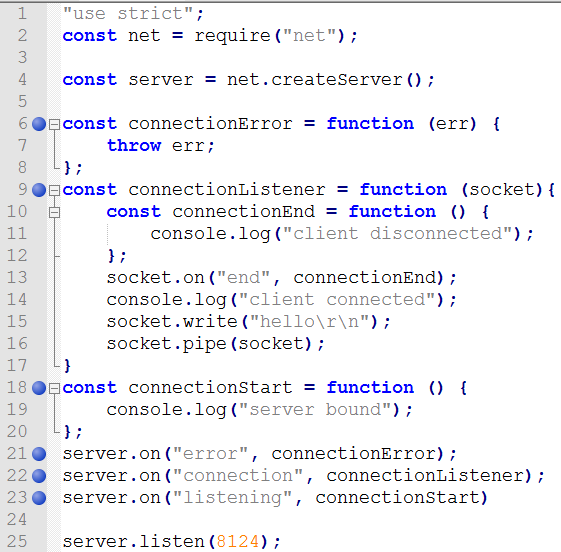 1 "use strict";
2 const net = require("net");
3
4 const server = net.createServer();
5
6 const connectionError = function (err) {
7     throw err;
8 };
9 const connectionListener = function (socket){
10     const connectionEnd = function () {
11         console.log("client disconnected");
12     };
13     socket.on("end", connectionEnd);
14     console.log("client connected");
15     socket.write("hello\r\n");
16     socket.pipe(socket);
17 }
18 const connectionStart = function () {
19     console.log("server bound");
20 };
21 server.on("error", connectionError);
22 server.on("connection", connectionListener);
23 server.on("listening", connectionStart)
24
25 server.listen(8124);